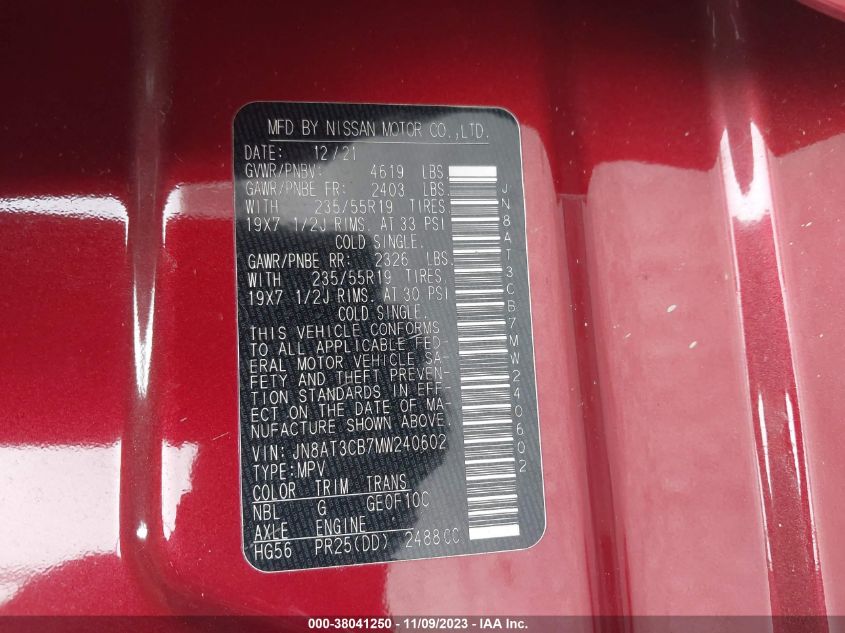 MFD BY NISSAN MOTOR CO.,LTD.
DATE: 12/21
GVWR/PNBV: 4619 LBS
GAWR/PNBE FR: 2403 LBS
WITH 235/55R19 TIRES.
19X7 1/2J RIMS. AT 33 PSI
COLD SINGLE.
GAWR/PNBE RR: 2326 LBS.
WITH 235/55R19 TIRES
19X7 1/2J RIMS. AT 30 PSI
COLD SINGLE.
THIS VEHICLE CONFORMS
TO ALL APPLICABLE FED-
ERAL MOTOR VEHICLE SA-
FETY AND THEFT PREVEN-
TION STANDARDS IN EFF-
ECT ON THE DATE OF MA-
NUFACTURE SHOWN ABOVE.
VIN: JN8AT3CB7MW240602
TYPE:MPV
COLOR TRIM TRANS
NBL G GE0F10C
AXLE ENGINE
HG56 PR25(DD) 2488CC
JN8AT3CB7MW240602
000-38041250 - 11/09/2023 - IAA Inc.